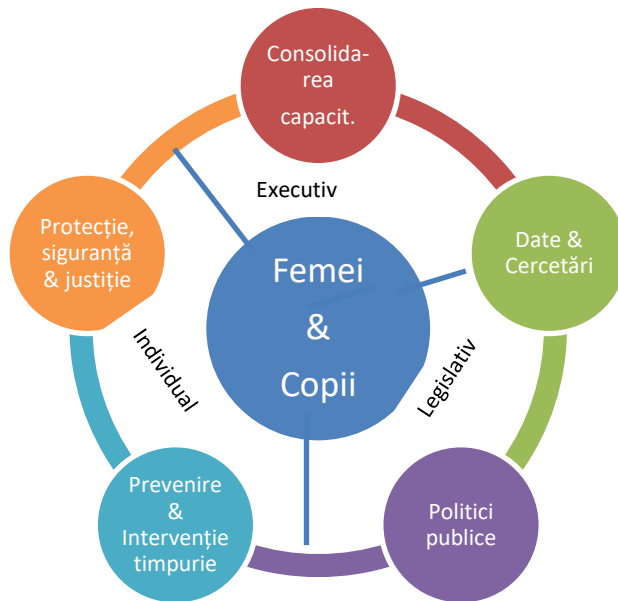 Consolida-
rea
capacit.
Executiv
Protecție,
siguranță
& justiție
Date &
Cercetări
Femei
&
Copii
Individual
Legislativ
Prevenire
&
Intervenție
timpurie
Politici
publice